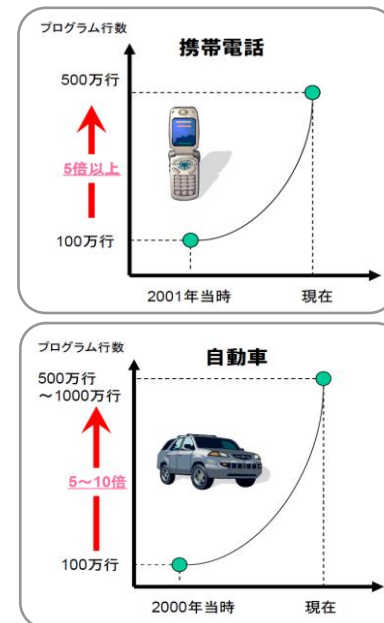 プログラム行数
携帯電話
500万行
5倍以上
100万行
2001年当時 現在
プログラム行数
自動車
500万行
～1000万行
5～10倍
100万行
2000年当時 現在